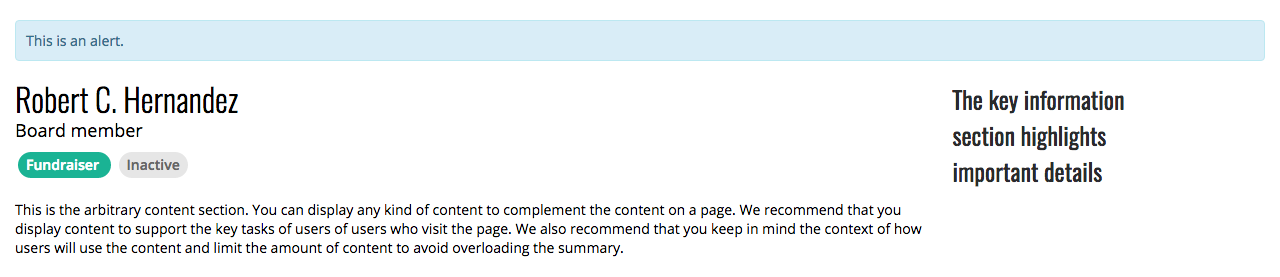 This is an alert.
Robert C. Hernandez
Board member
Fundraiser Inactive
This is the arbitrary content section. You can display any kind of content to complement the content on a page. We recommend that you
display content to support the key tasks of users of users who visit the page. We also recommend that you keep in mind the context of how
users will use the content and limit the amount of content to avoid overloading the summary.
The key information
section highlights
important details